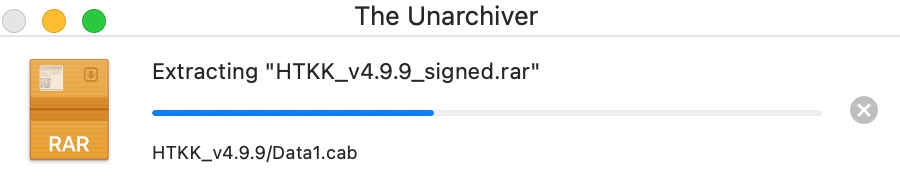 The Unarchiver
Extracting "HTKK_v4.9.9_signed.rar"
RAR
HTKK_v4.9.9/Data1.cab